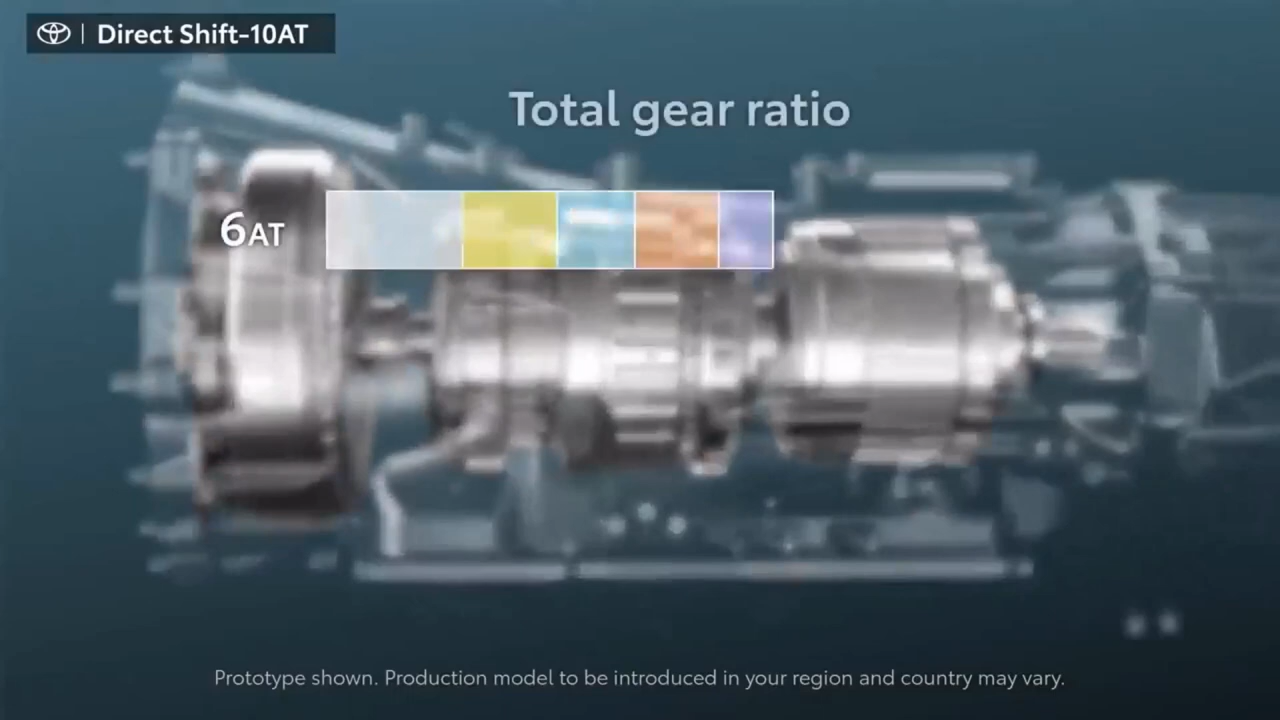 Direct Shift-10AT
Total gear ratio
6AT
Prototype shown. Production model to be introduced in your region and country may vary.